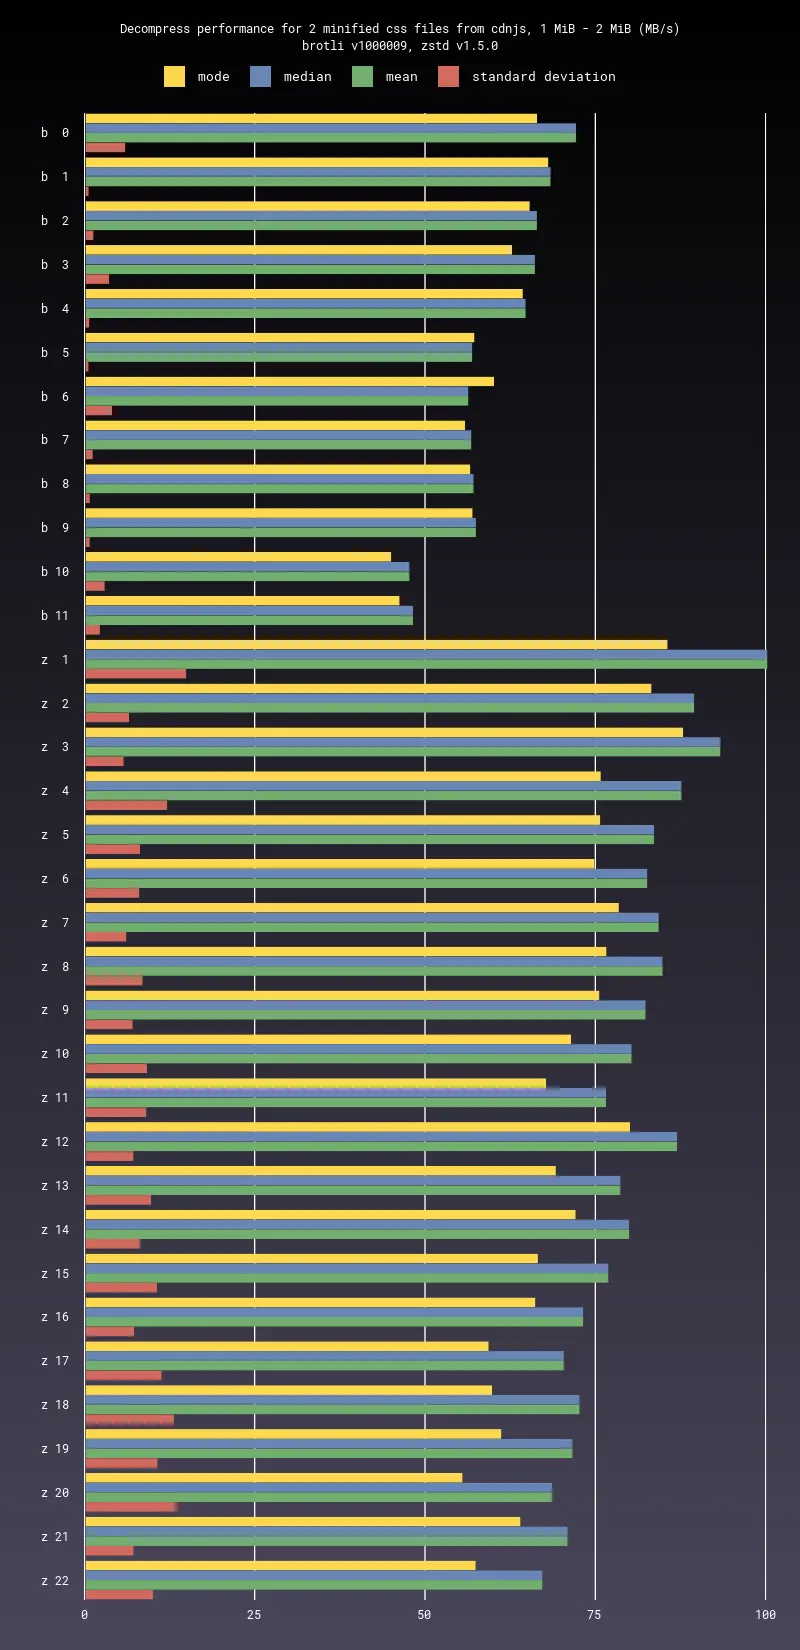 Decompress performance for 2 minified css files from cdnjs, 1 MiB - 2 MiB (MB/s)
brotli v1000009, zstd v1.5.0
mode median mean standard deviation
b 0
b 1
b 2
b 3
b 4
b 5
b 6
b 7
b 8
b 9
b 10
b 11
z 1
z 2
z 3
z 4
z 5
z 6
z 7
z 8
z 9
z 10
z 11
z 12
z 13
z 14
z 15
z 16
z 17
z 18
z 19
z 20
z 21
z 22
0 25 50 75 100